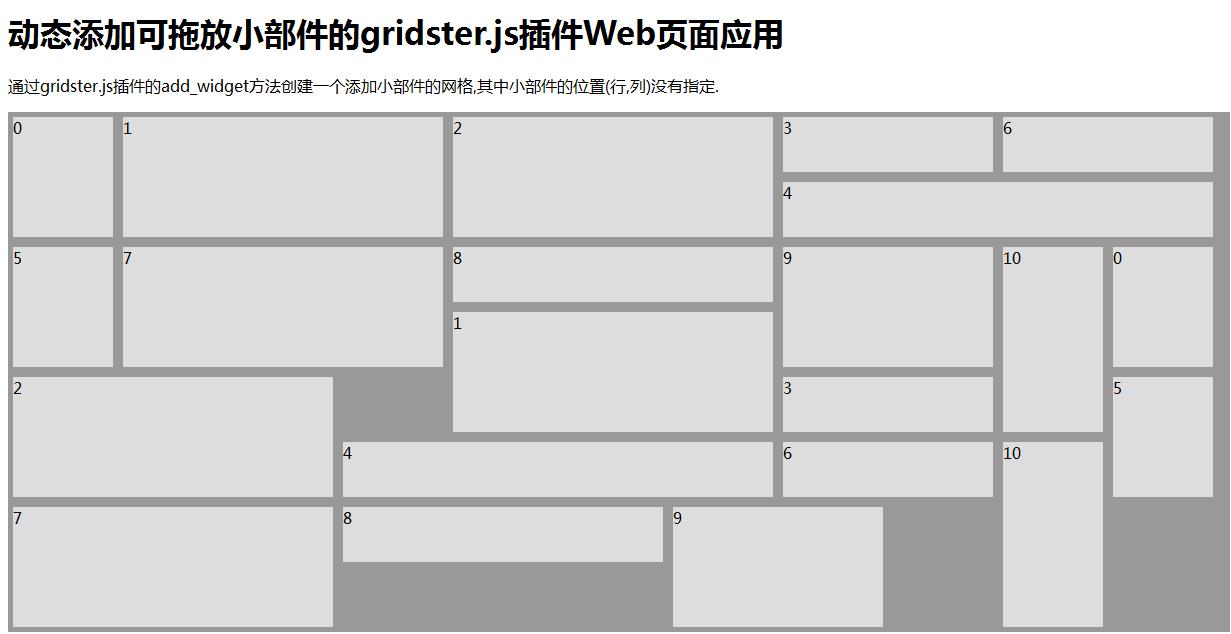 动态添加可拖放小部件的gridster.js插件Web页面应用
通过gridster.js插件的add_widget方法创建一个添加小部件的网格,其中小部件的位置(行,列)没有指定.
0 1 2 3 6
4
5 7 8 9 10 0
1
2 3 5
4 6 10
7 8 9